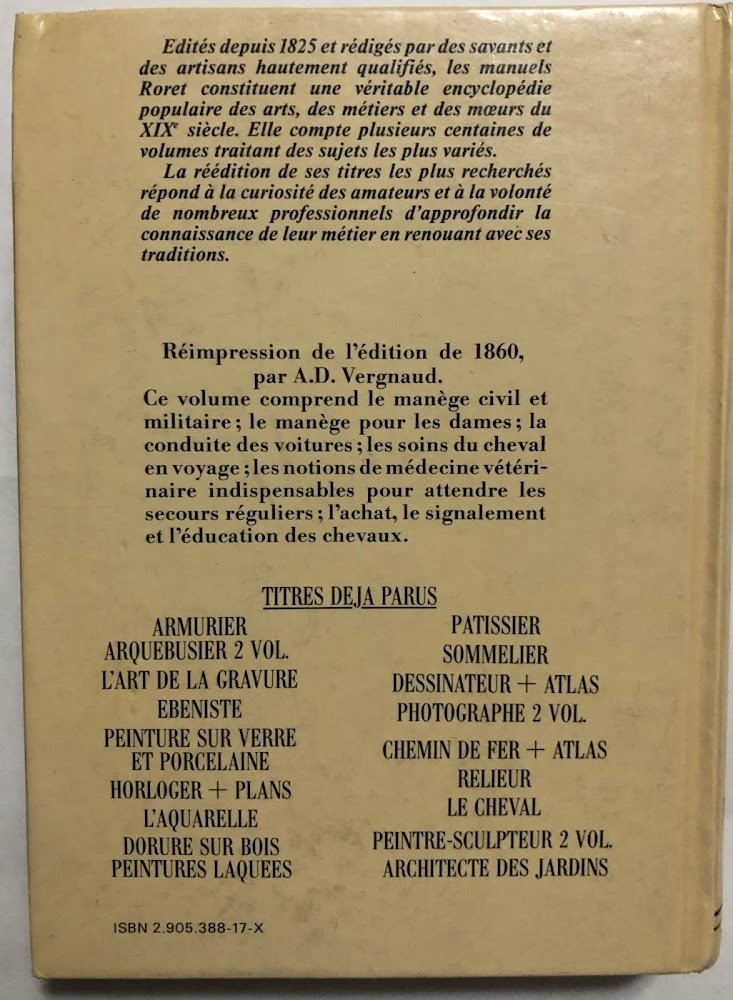 Edités depuis 1825 et rédigés par des savants et
des artisans hautement qualifiés, les manuels
Roret constituent une véritable encyclopédie
populaire des arts, des métiers et des mœurs du
XIXe siècle. Elle compte plusieurs centaines de
volumes traitant des sujets les plus variés.
La réédition de ses titres les plus recherchés
répond à la curiosité des amateurs et à la volonté
de nombreux professionnels d'approfondir la
connaissance de leur métier en renouant avec ses
traditions.
Réimpression de l'édition de 1860,
par A.D. Vergnaud.
Ce volume comprend le manège civil et
militaire ; le manège pour les dames ; la
conduite des voitures ; les soins du cheval
en voyage ; les notions de médecine vétéri-
naire indispensables pour attendre les
secours réguliers ; l'achat, le signalement
et l'éducation des chevaux.
TITRES DEJA PARUS
ARMURIER
ARQUEBUSIER 2 VOL.
L'ART DE LA GRAVURE
EBENISTE
PEINTURE SUR VERRE
ET PORCELAINE
HORLOGER + PLANS
L'AQUARELLE
DORURE SUR BOIS
PEINTURES LAQUEES
PATISSIER
SOMMELIER
DESSINATEUR + ATLAS
PHOTOGRAPHE 2 VOL.
CHEMIN DE FER + ATLAS
RELIEUR
LE CHEVAL
PEINTRE-SCULPTEUR 2 VOL.
ARCHITECTE DES JARDINS
ISBN 2.905.388-17-X